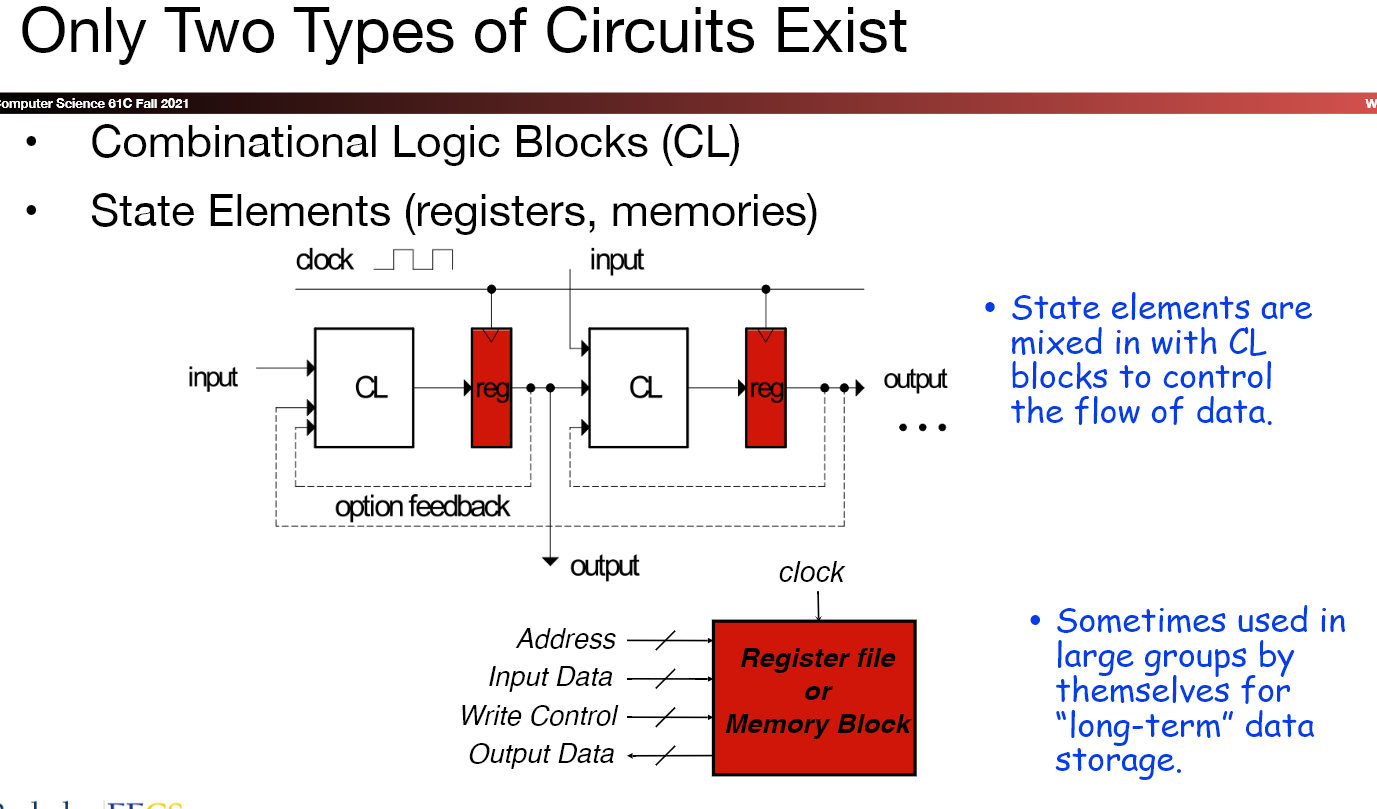 Only Two Types of Circuits Exist
omputer Science 61C Fall 2021
W
• Combinational Logic Blocks (CL)
• State Elements (registers, memories)
clock
input
input
CL
reg
CL
reg
output
• • •
option feedback
output
• State elements are
mixed in with CL
blocks to control
the flow of data.
clock
Address
Input Data
Write Control
Output Data
Register file
or
Memory Block
• Sometimes used in
large groups by
themselves for
“long-term” data
storage.